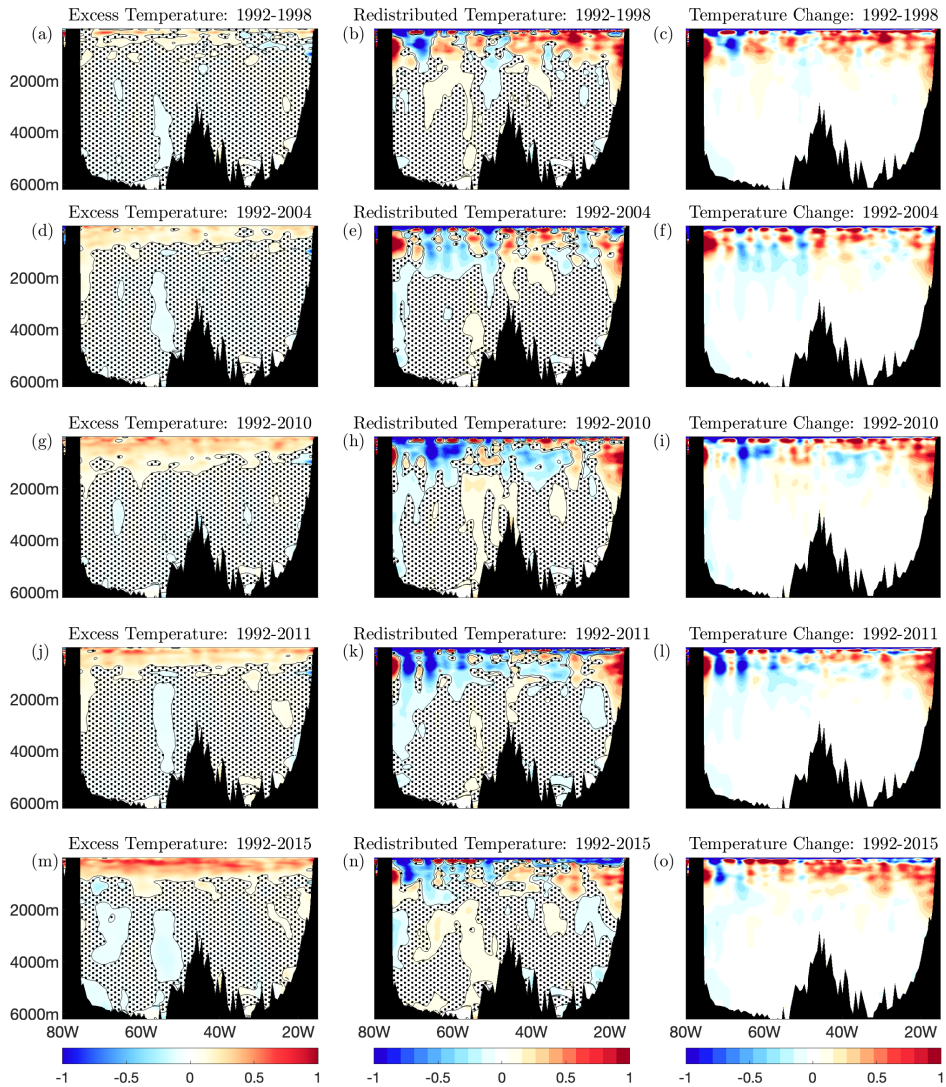 Excess Temperature: 1992-1998 Redistributed Temperature: 1992-1998 Temperature Change: 1992-1998
(a) (b) (c)
2000m
4000m
6000m
Excess Temperature: 1992-2004 Redistributed Temperature: 1992-2004 Temperature Change: 1992-2004
(d) (e) (f)
2000m
4000m
6000m
Excess Temperature: 1992-2010 Redistributed Temperature: 1992-2010 Temperature Change: 1992-2010
(g) (h) (i)
2000m
4000m
6000m
Excess Temperature: 1992-2011 Redistributed Temperature: 1992-2011 Temperature Change: 1992-2011
(j) (k) (l)
2000m
4000m
6000m
Excess Temperature: 1992-2015 Redistributed Temperature: 1992-2015 Temperature Change: 1992-2015
(m) (n) (o)
2000m
4000m
6000m
80W 60W 40W 20W 80W 60W 40W 20W 80W 60W 40W 20W
-1 -0.5 0 0.5 1 -1 -0.5 0 0.5 1 -1 -0.5 0 0.5 1